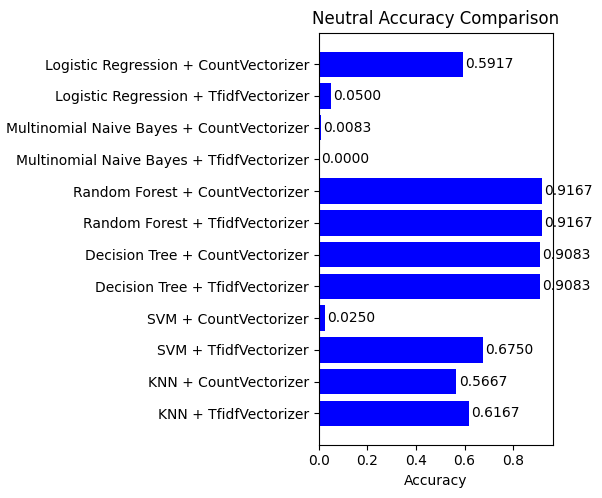 Neutral Accuracy Comparison
Logistic Regression + CountVectorizer 0.5917
Logistic Regression + TfidfVectorizer 0.0500
Multinomial Naive Bayes + CountVectorizer 0.0083
Multinomial Naive Bayes + TfidfVectorizer 0.0000
Random Forest + CountVectorizer 0.9167
Random Forest + TfidfVectorizer 0.9167
Decision Tree + CountVectorizer 0.9083
Decision Tree + TfidfVectorizer 0.9083
SVM + CountVectorizer 0.0250
SVM + TfidfVectorizer 0.6750
KNN + CountVectorizer 0.5667
KNN + TfidfVectorizer 0.6167
0.0 0.2 0.4 0.6 0.8
Accuracy